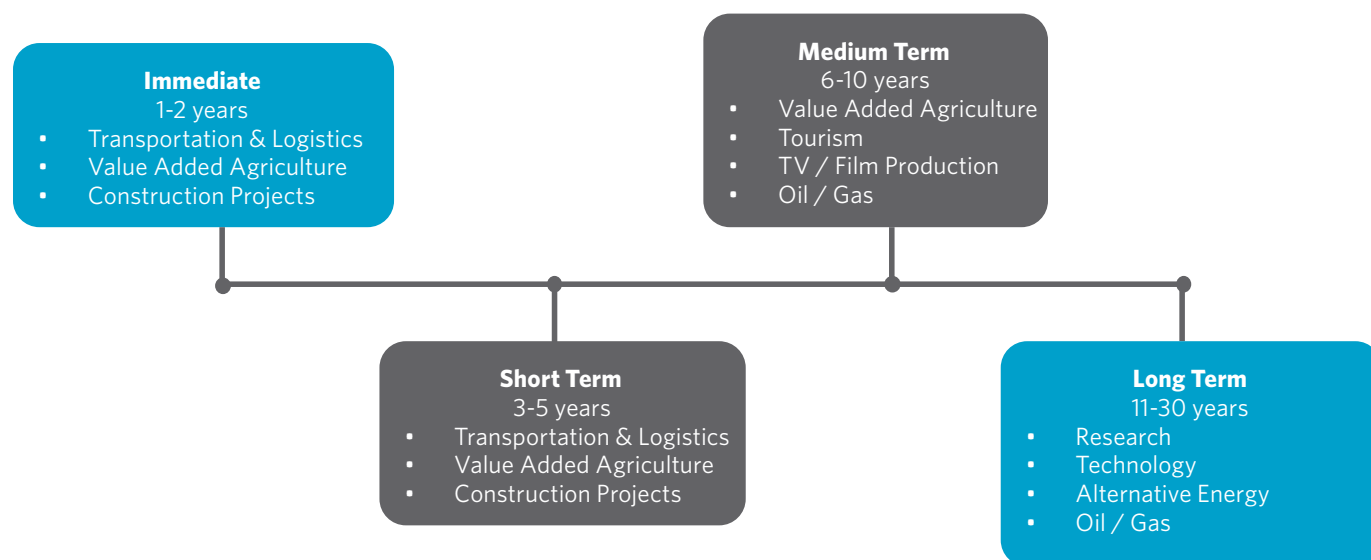 Immediate
1-2 years
▪ Transportation & Logistics
▪ Value Added Agriculture
▪ Construction Projects
Medium Term
6-10 years
▪ Value Added Agriculture
▪ Tourism
▪ TV / Film Production
▪ Oil / Gas
Short Term
3-5 years
▪ Transportation & Logistics
▪ Value Added Agriculture
▪ Construction Projects
Long Term
11-30 years
▪ Research
▪ Technology
▪ Alternative Energy
▪ Oil / Gas